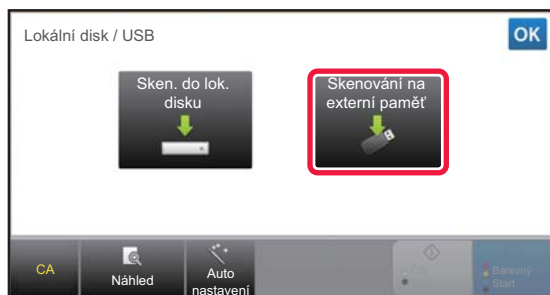 Lokální disk / USB
OK
Sken. do lok.
disku
Skenování na
externí paměť
CA
Náhled
Auto
nastavení
Barevný
Start